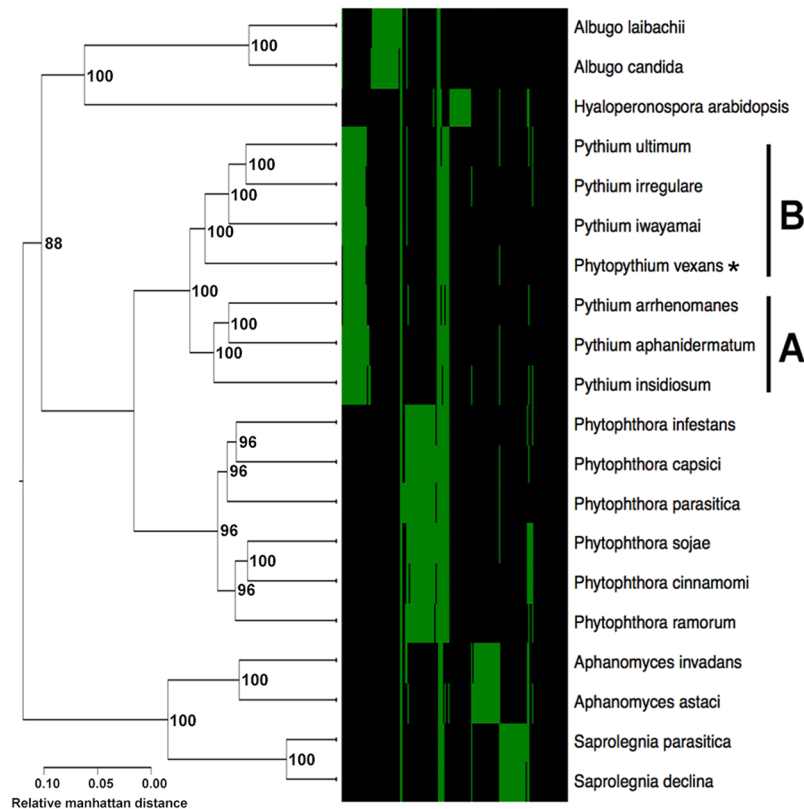 Albugo laibachii
100
Albugo candida
100
Hyaloperonospora arabidopsis
Pythium ultimum
100
Pythium irregulare
100
B
Pythium iwayamai
100
88
Phytopythium vexans *
100
Pythium arrhenomanes
100
Pythium aphanidermatum
A
100
Pythium insidiosum
Phytophthora infestans
96
Phytophthora capsici
96
Phytophthora parasitica
96
Phytophthora sojae
100
Phytophthora cinnamomi
96
Phytophthora ramorum
Aphanomyces invadans
100
Aphanomyces astaci
100
Saprolegnia parasitica
100
Saprolegnia declina
0.10 0.05 0.00
Relative manhattan distance